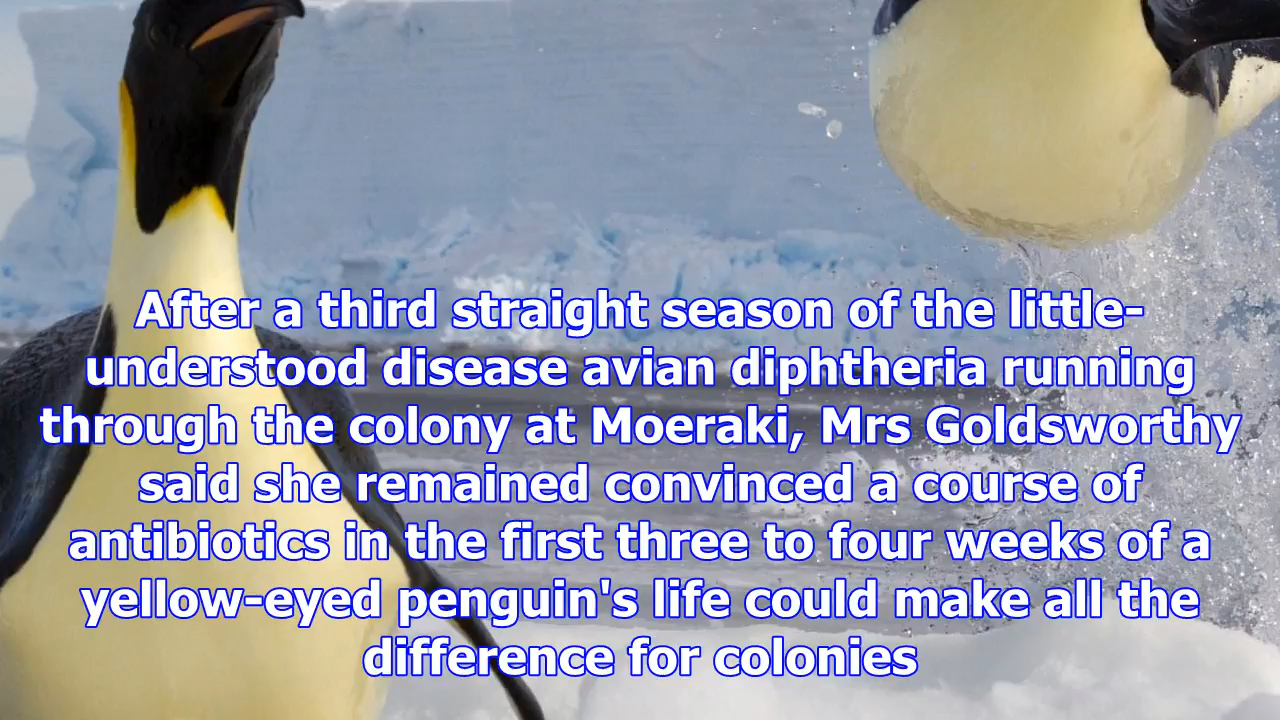 After a third straight season of the little-
understood disease avian diphtheria running
through the colony at Moeraki, Mrs Goldsworthy
said she remained convinced a course of
antibiotics in the first three to four weeks of a
yellow-eyed penguin's life could make all the
difference for colonies